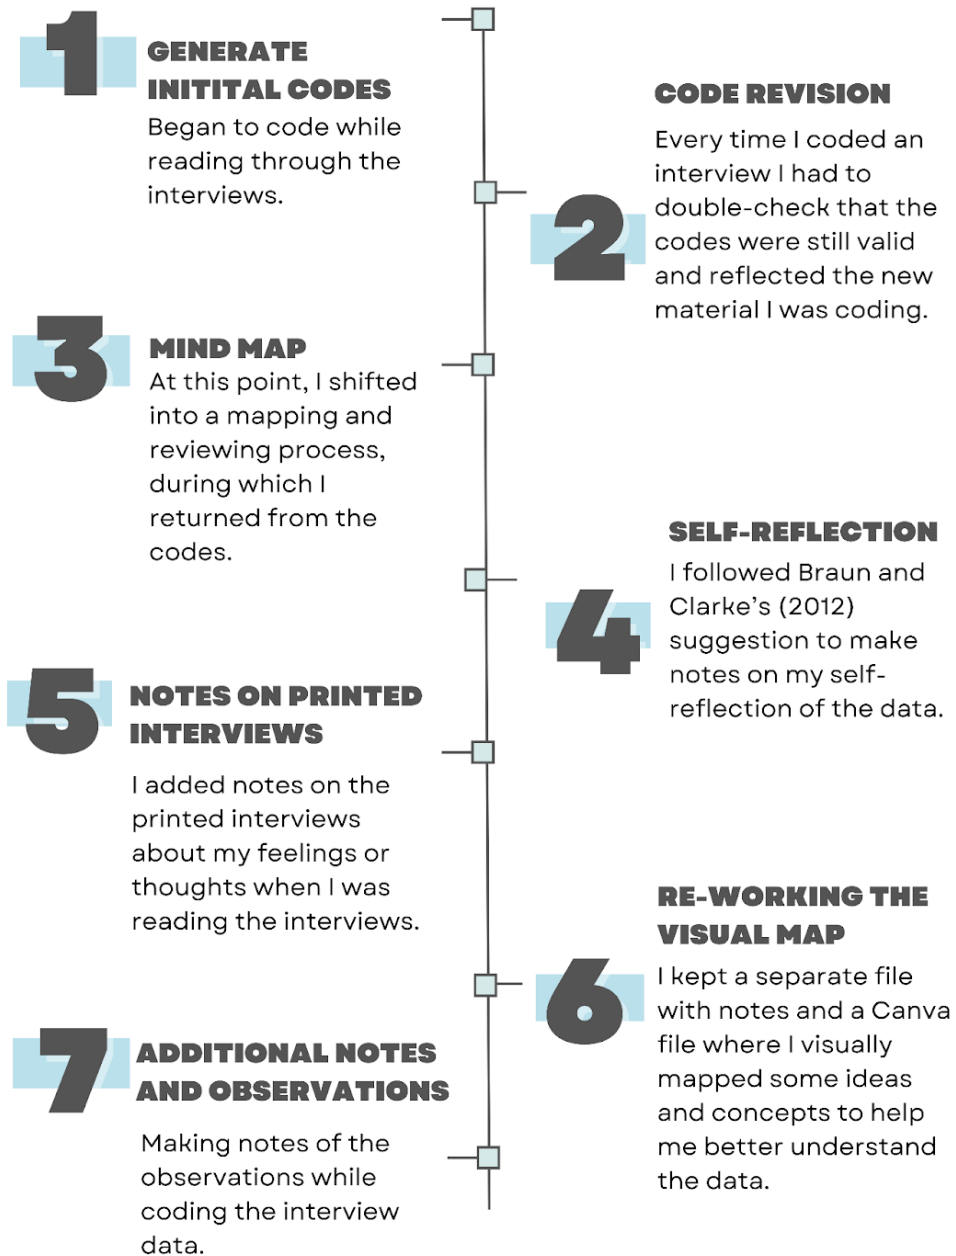 1
GENERATE
INITITAL CODES
Began to code while
reading through the
interviews.
2
CODE REVISION
Every time I coded an
interview I had to
double-check that the
codes were still valid
and reflected the new
material I was coding.
3
MIND MAP
At this point, I shifted
into a mapping and
reviewing process,
during which I
returned from the
codes.
4
SELF-REFLECTION
I followed Braun and
Clarke's (2012)
suggestion to make
notes on my self-
reflection of the data.
5
NOTES ON PRINTED
INTERVIEWS
I added notes on the
printed interviews
about my feelings or
thoughts when I was
reading the interviews.
6
RE-WORKING THE
VISUAL MAP
I kept a separate file
with notes and a Canva
file where I visually
mapped some ideas
and concepts to help
me better understand
the data.
7
ADDITIONAL NOTES
AND OBSERVATIONS
Making notes of the
observations while
coding the interview
data.